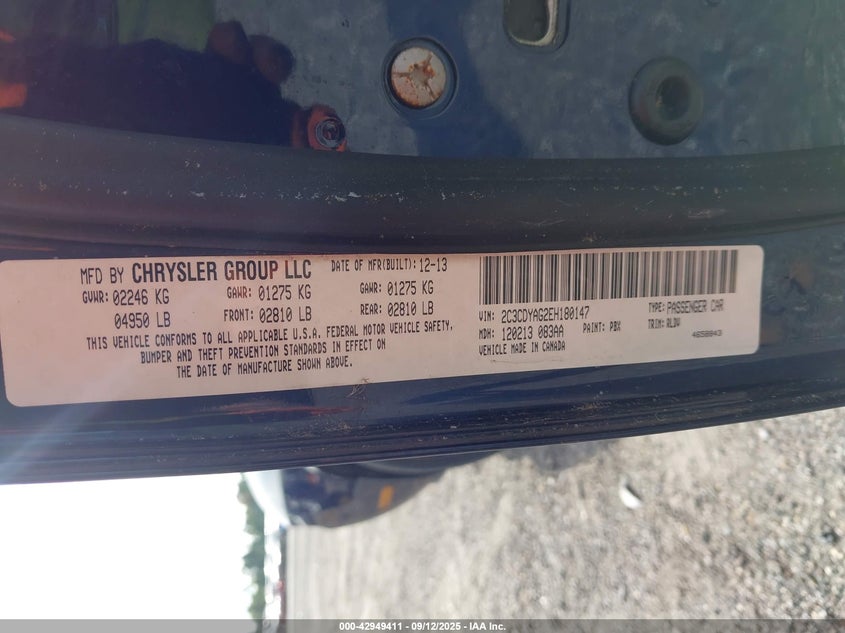 MFD BY CHRYSLER GROUP LLC DATE OF MFR(BUILT): 12-13
GVWR: 02246 KG GAWR: 01275 KG GAWR: 01275 KG
04950 LB FRONT: 02810 LB REAR: 02810 LB
THIS VEHICLE CONFORMS TO ALL APPLICABLE U.S.A. FEDERAL MOTOR VEHICLE SAFETY,
BUMPER AND THEFT PREVENTION STANDARDS IN EFFECT ON
THE DATE OF MANUFACTURE SHOWN ABOVE.
VIN: 2C3CDYAG2EH180147 TYPE: PASSENGER CAR
MDH: 120213 083AA PAINT: PBX TRIM: RLDV
VEHICLE MADE IN CANADA
000-42949411 - 09/12/2025 - IAA Inc.